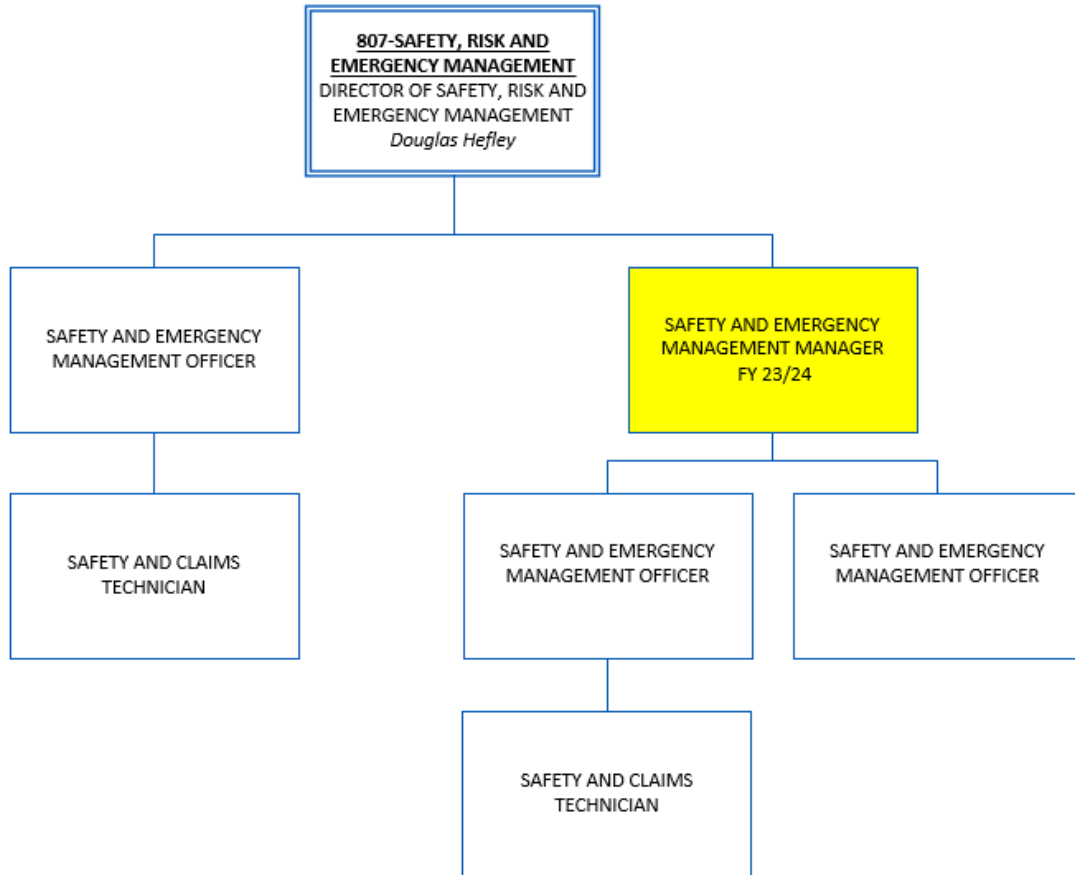 807-SAFETY, RISK AND
EMERGENCY MANAGEMENT
DIRECTOR OF SAFETY, RISK AND
EMERGENCY MANAGEMENT
Douglas Hefley
SAFETY AND EMERGENCY
MANAGEMENT OFFICER
SAFETY AND EMERGENCY
MANAGEMENT MANAGER
FY 23/24
SAFETY AND CLAIMS
TECHNICIAN
SAFETY AND EMERGENCY
MANAGEMENT OFFICER
SAFETY AND EMERGENCY
MANAGEMENT OFFICER
SAFETY AND CLAIMS
TECHNICIAN